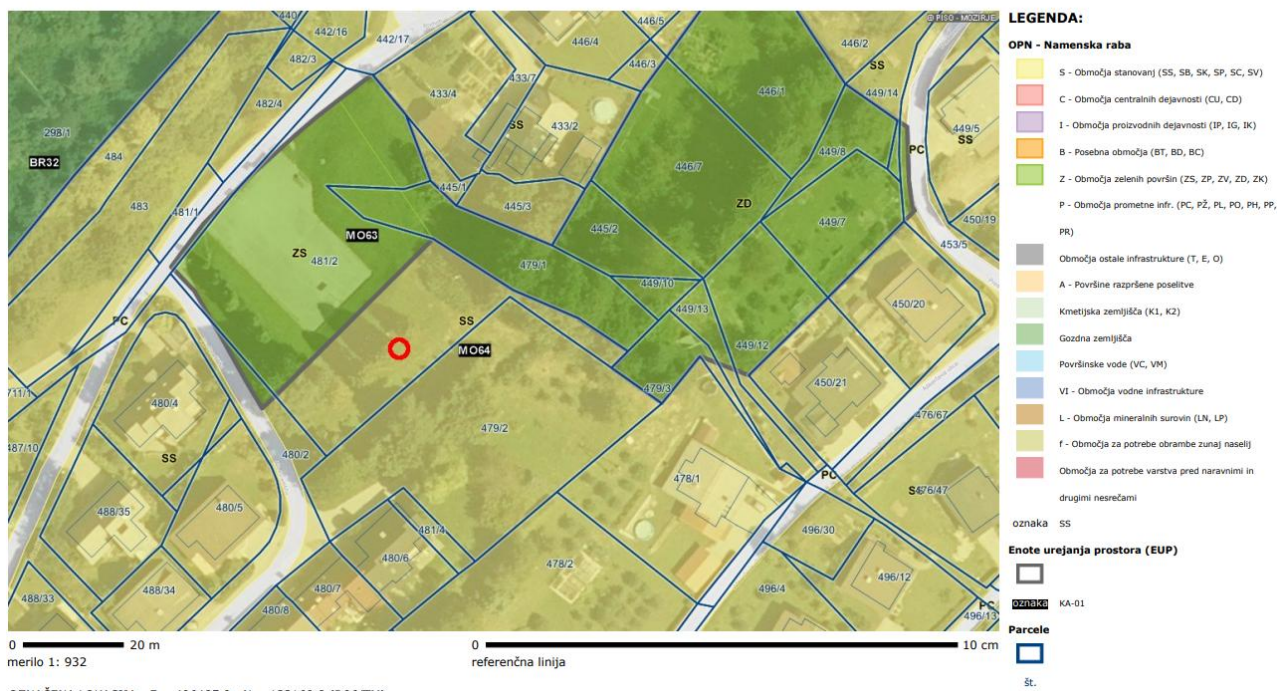 @ PISO - MOZIRJE
LEGENDA:
OPN - Namenska raba
S - Območja stanovanj (SS, SB, SK, SP, SC, SV)
C - Območja centralnih dejavnosti (CU, CD)
I - Območja proizvodnih dejavnosti (IP, IG, IK)
B - Posebna območja (BT, BD, BC)
Z - Območja zelenih površin (ZS, ZP, ZV, ZD, ZK)
P - Območja prometne infr. (PC, PŽ, PL, PO, PH, PP,
PR)
Območja ostale infrastrukture (T, E, O)
A - Površine razpršene poselitve
Kmetijska zemljišča (K1, K2)
Gozdna zemljišča
Površinske vode (VC, VM)
VI - Območja vodne infrastrukture
L - Območja mineralnih surovin (LN, LP)
f - Območja za potrebe obrambe zunaj naselij
Območja za potrebe varstva pred naravnimi in
drugimi nesrečami
oznaka SS
Enote urejanja prostora (EUP)
oznaka KA-01
Parcele
št.
440
442/16
442/17
446/5
446/4
446/2
482/3
446/3
SS
433/7
433/4
446/1
449/14
482/4
298/1
SS
433/2
449/5
BR32
484
449/8
PC
SS
446/7
483
445/1
445/3
ZD
481/1
449/7
450/19
445/2
MO63
453/5
ZS
481/2
479/1
449/10
450/20
449/13
PC
SS
MO64
449/12
711/1
479/3
450/21
480/4
476/67
479/2
487/10
480/2
SS
478/1
PC
476/47
488/35
480/5
481/4
496/30
480/6
478/2
496/12
488/33
488/34
480/7
496/4
480/8
PC
496/13
0 20 m
0 10 cm
merilo 1: 932
referenčna linija